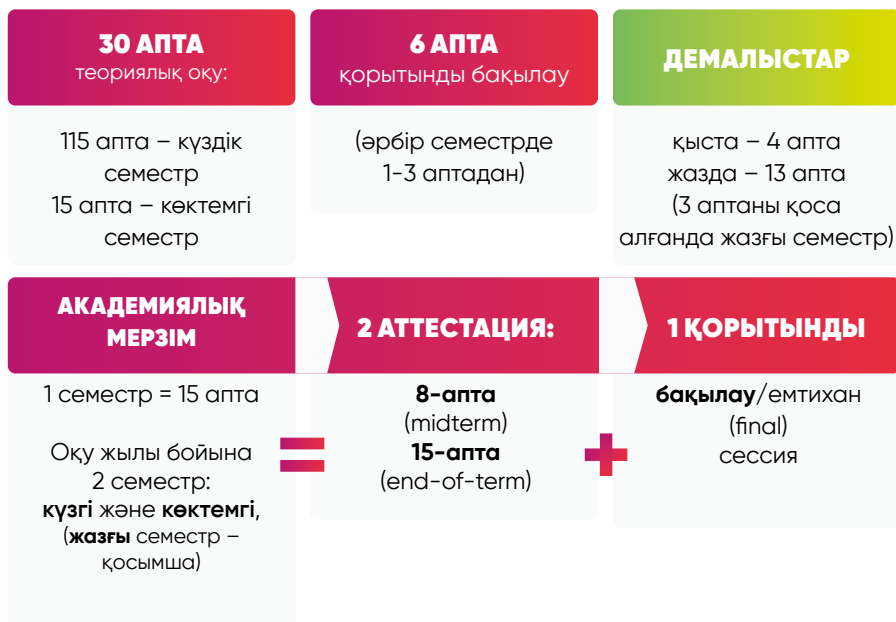 30 АПТА
теориялық оқу:
115 апта – күздік
семестр
15 апта – көктемгі
семестр
6 АПТА
қорытынды бақылау
(әрбір семестрде
1-3 аптадан)
ДЕМАЛЫСТАР
қыста – 4 апта
жазда – 13 апта
(3 аптаны қоса
алғанда жазғы семестр)
АКАДЕМИЯЛЫҚ
МЕРЗІМ
1 семестр = 15 апта
Оқу жылы бойына
2 семестр:
күзгі және көктемгі,
(жазғы семестр –
қосымша)
=
2 АТТЕСТАЦИЯ:
8-апта
(midterm)
15-апта
(end-of-term)
+
1 ҚОРЫТЫНДЫ
бақылау/емтихан
(final)
сессия